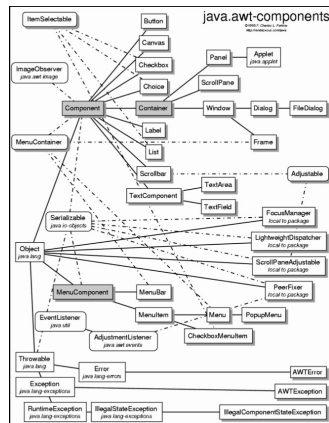 java.awt-components
ItemSelectable
Button
Canvas
Checkbox
Choice
ImageObserver
java awt image
Panel
Applet
java applet
ScrollPane
Component
Container
Window
Dialog
FileDialog
MenuContainer
Label
List
Frame
Scrollbar
Adjustable
TextComponent
TextArea
TextField
Serializable
java io-objects
FocusManager
local to package
LightweightDispatcher
local to package
Object
java lang
ScrollPaneAdjustable
local to package
PeerFixer
local to package
MenuComponent
MenuBar
MenuItem
Menu
PopupMenu
EventListener
java util
CheckboxMenuItem
AdjustmentListener
java awt events
Throwable
java lang
Error
java lang-errors
AWTError
Exception
java lang-exceptions
AWTException
RuntimeException
java lang-exceptions
IllegalStateException
java lang-exceptions
IllegalComponentStateException